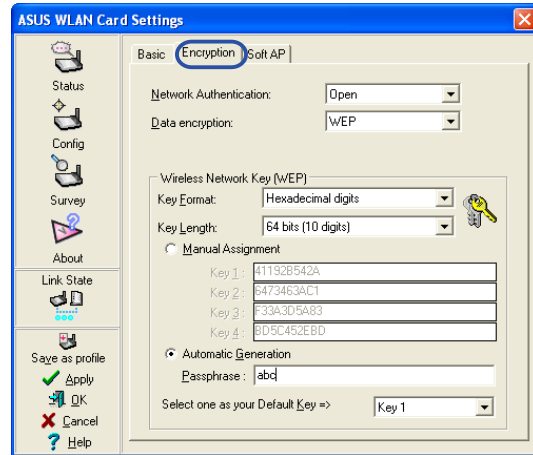 ASUS WLAN Card Settings
Status
Config
Survey
About
Link State
Save as profile
Apply
OK
Cancel
Help
Basic Encryption Soft AP
Network Authentication: Open
Data encryption: WEP
Wireless Network Key (WEP)
Key Format: Hexadecimal digits
Key Length: 64 bits (10 digits)
Manual Assignment
Key 1 : 41192B542A
Key 2 : 6473463AC1
Key 3 : F33A3D5A83
Key 4 : BD5C452EBD
Automatic Generation
Passphrase : abc
Select one as your Default Key => Key 1